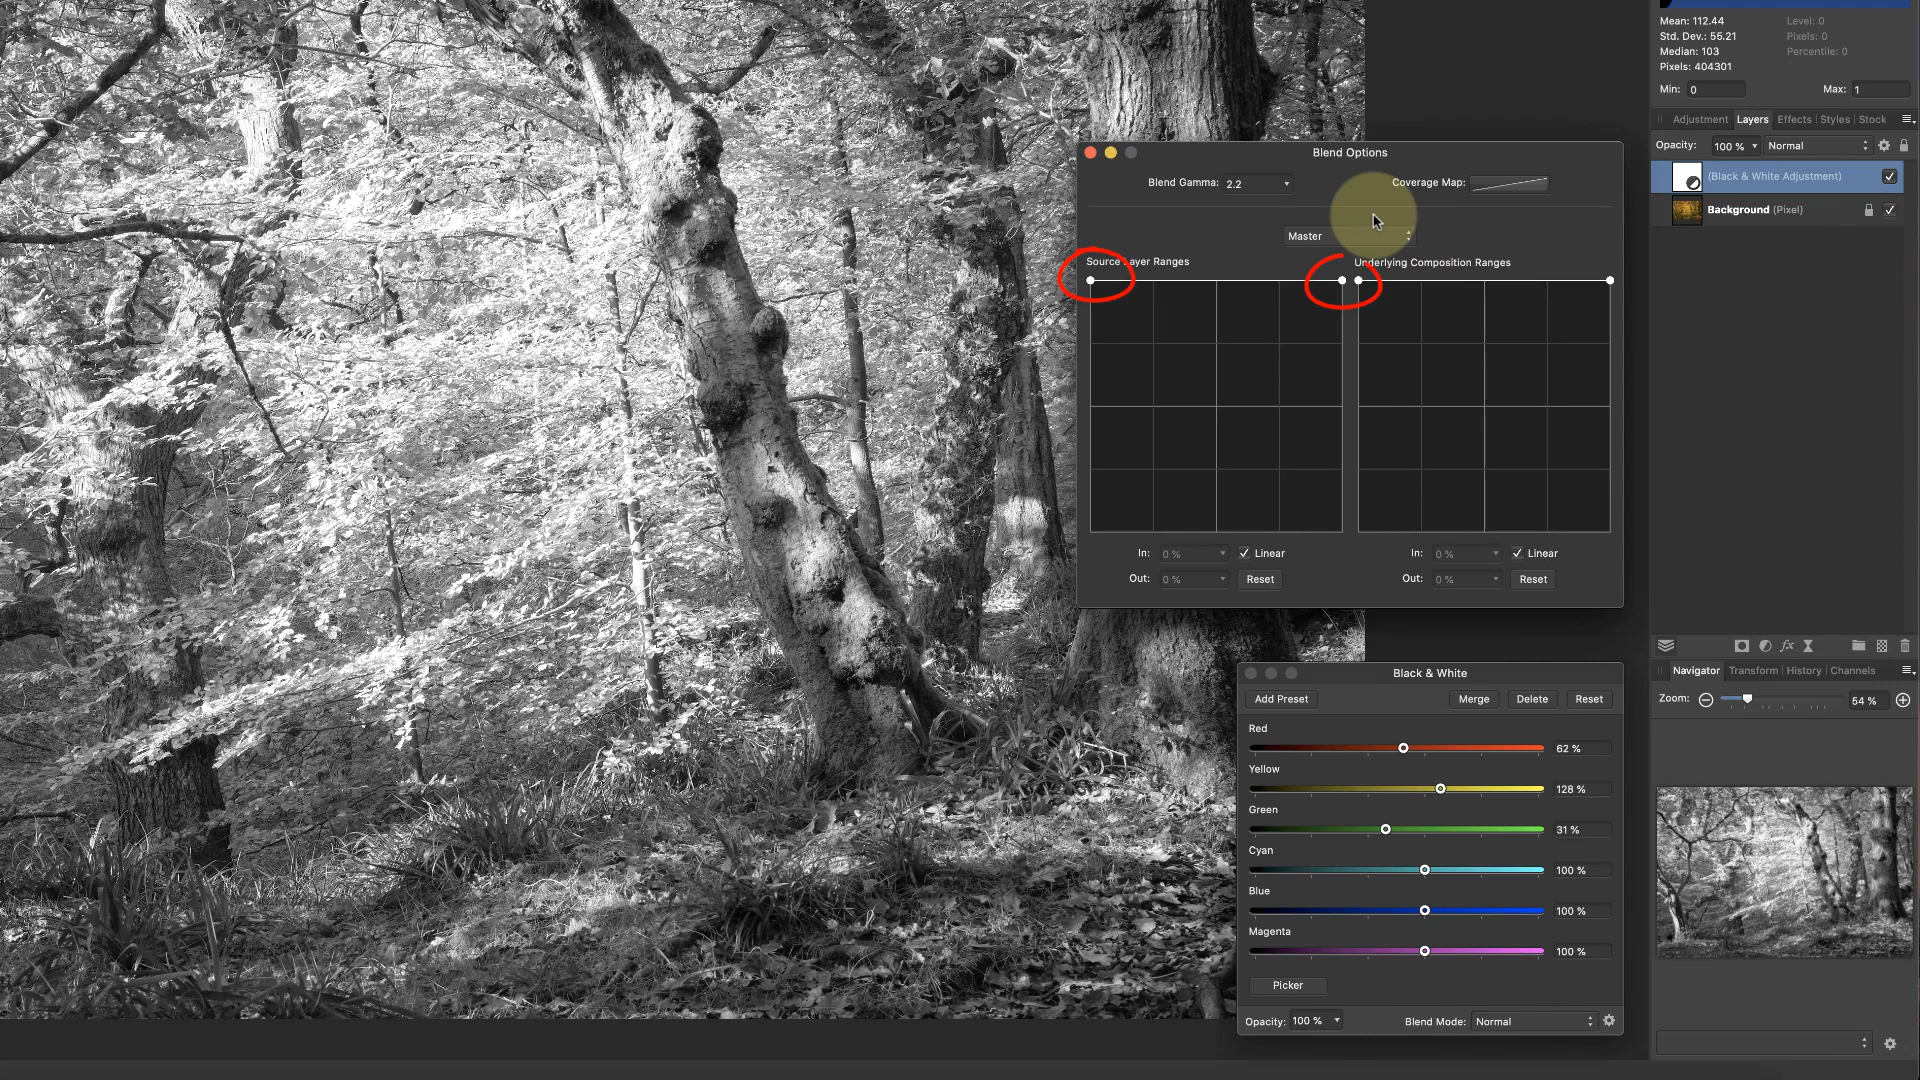 Mean: 112.44 Level: 0
Std. Dev.: 55.21 Pixels: 0
Median: 103 Percentile: 0
Pixels: 404301
Min: 0 Max: 1
Adjustment Layers Effects Styles Stock
Opacity: 100 % Normal
(Black & White Adjustment)
Background (Pixel)
Blend Options
Blend Gamma: 2.2 Coverage Map:
Master
Source Layer Ranges Underlying Composition Ranges
In: 0 % Linear In: 0 % Linear
Out: 0 % Reset Out: 0 % Reset
Black & White
Add Preset Merge Delete Reset
Red
62 %
Yellow
128 %
Green
31 %
Cyan
100 %
Blue
100 %
Magenta
100 %
Picker
Opacity: 100 % Blend Mode: Normal
fx
Navigator Transform History Channels
Zoom: 54 %